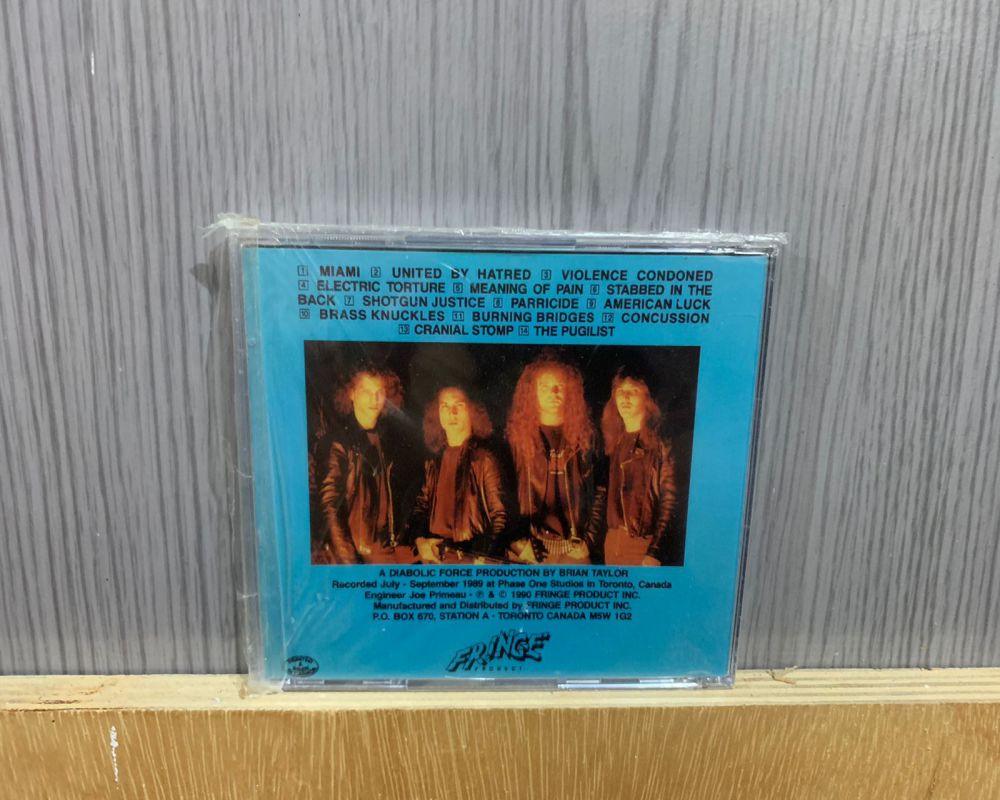 1 MIAMI 2 UNITED BY HATRED 3 VIOLENCE CONDONED
4 ELECTRIC TORTURE 5 MEANING OF PAIN 6 STABBED IN THE
BACK 7 SHOTGUN JUSTICE 8 PARRICIDE 9 AMERICAN LUCK
10 BRASS KNUCKLES 11 BURNING BRIDGES 12 CONCUSSION
13 CRANIAL STOMP 14 THE PUGILIST
A DIABOLIC FORCE PRODUCTION BY BRIAN TAYLOR
Recorded July - September 1989 at Phase One Studios in Toronto, Canada
Engineer Joe Primeau - ℗ & © 1990 FRINGE PRODUCT INC.
Manufactured and Distributed by FRINGE PRODUCT INC.
P.O. BOX 670, STATION A - TORONTO CANADA M5W 1G2
FRINGE
PRODUCT